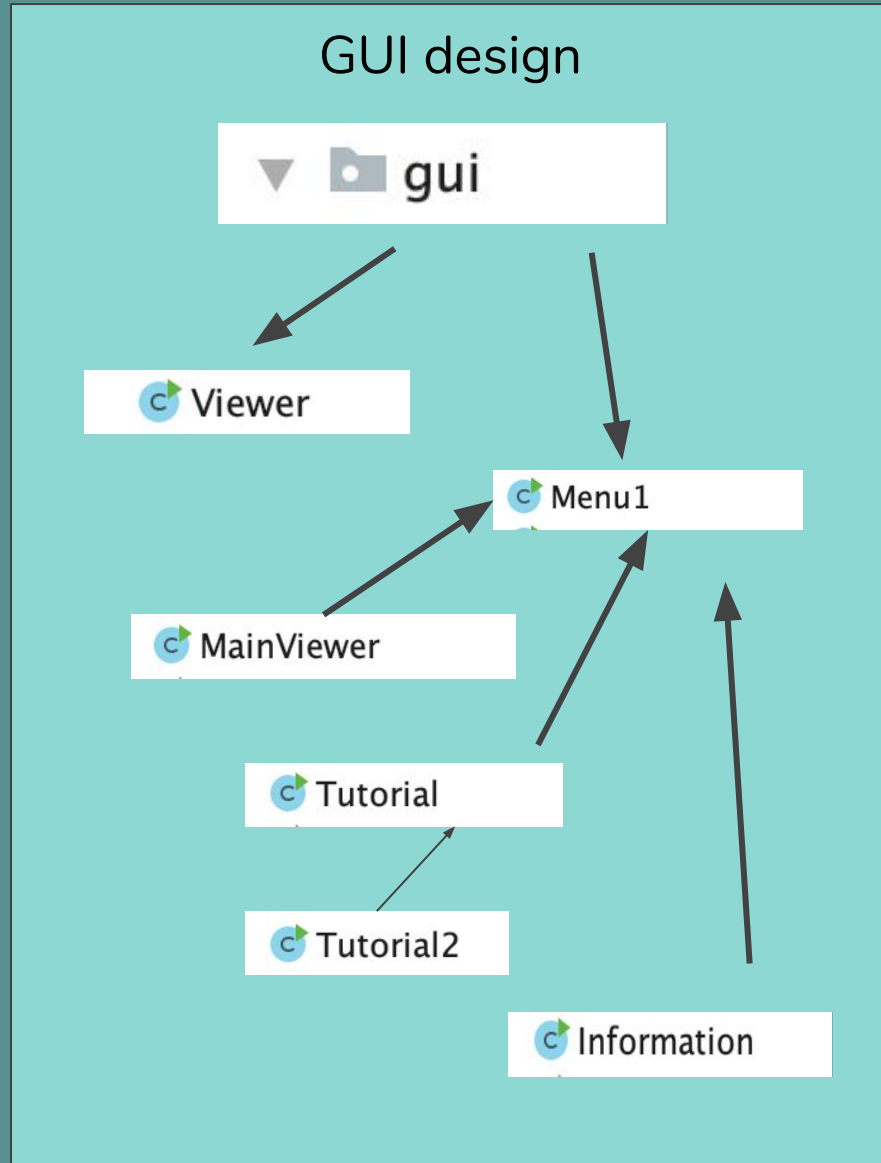 GUI design
gui
C Viewer
C Menu1
C MainViewer
C Tutorial
C Tutorial2
C Information